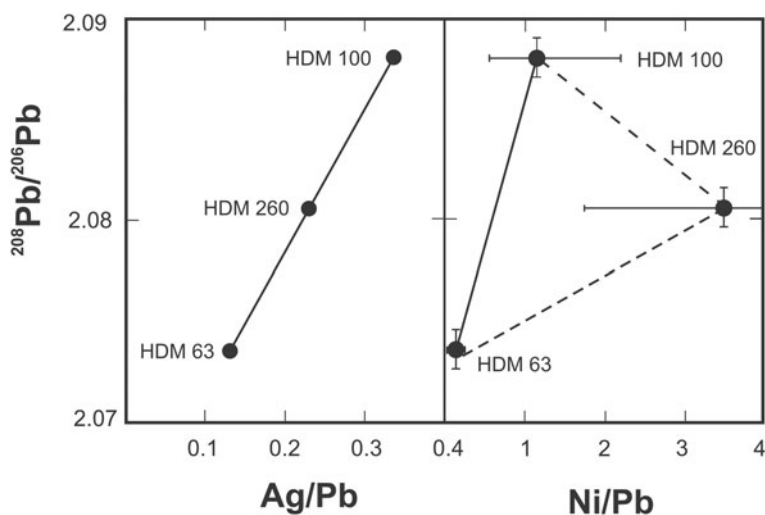 2.09
HDM 100
HDM 100
HDM 260
HDM 260
²⁰⁸Pb/²⁰⁶Pb
2.08
HDM 63
HDM 63
2.07
0.1 0.2 0.3 0.4 1 2 3 4
Ag/Pb Ni/Pb